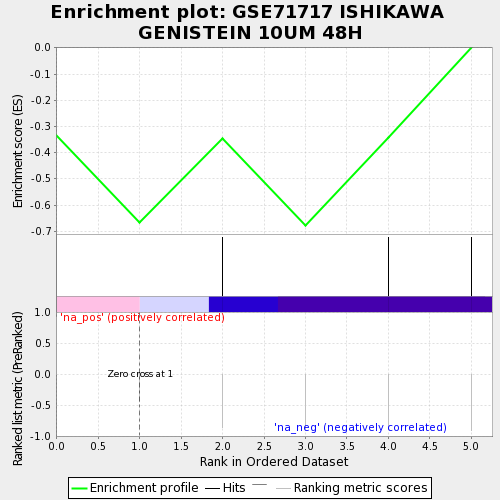 Enrichment plot: GSE71717 ISHIKAWA
GENISTEIN 10UM 48H
Enrichment score (ES)
0.0
-0.1
-0.2
-0.3
-0.4
-0.5
-0.6
-0.7
Ranked list metric (PreRanked)
1.0
0.5
0.0
-0.5
-1.0
'na_pos' (positively correlated)
Zero cross at 1
'na_neg' (negatively correlated)
0.0 0.5 1.0 1.5 2.0 2.5 3.0 3.5 4.0 4.5 5.0
Rank in Ordered Dataset
Enrichment profile Hits Ranking metric scores